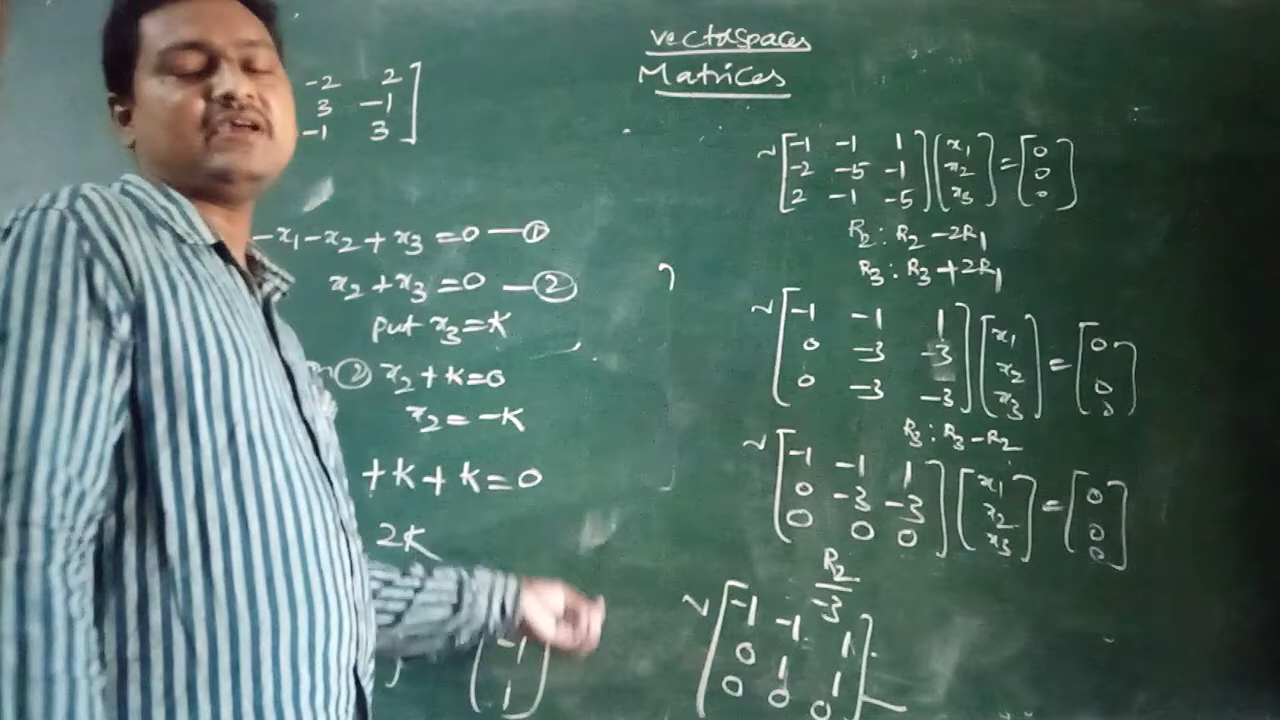 vectorspaces
Matrices
-2 2
3 -1
-1 3
-x1 - x2 + x3 = 0 — ①
x2 + x3 = 0 — ②
put x3 = K
② x2 + K = 0
x2 = -K
+ K + K = 0
2K
-1
1
~ [-1 -1 1] [x1] = [0]
[-2 -5 -1] [x2] [0]
[2 -1 -5] [x3] [0]
R2 : R2 - 2R1
R3 : R3 + 2R1
~ [-1 -1 1] [x1] = [0]
[0 -3 -3] [x2] [0]
[0 -3 -3] [x3] [0]
R3 : R3 - R2
~ [-1 -1 1] [x1] = [0]
[0 -3 -3] [x2] [0]
[0 0 0] [x3] [0]
R2/-3
~ [-1 -1 1]
[0 1 1]
[0 0 0]